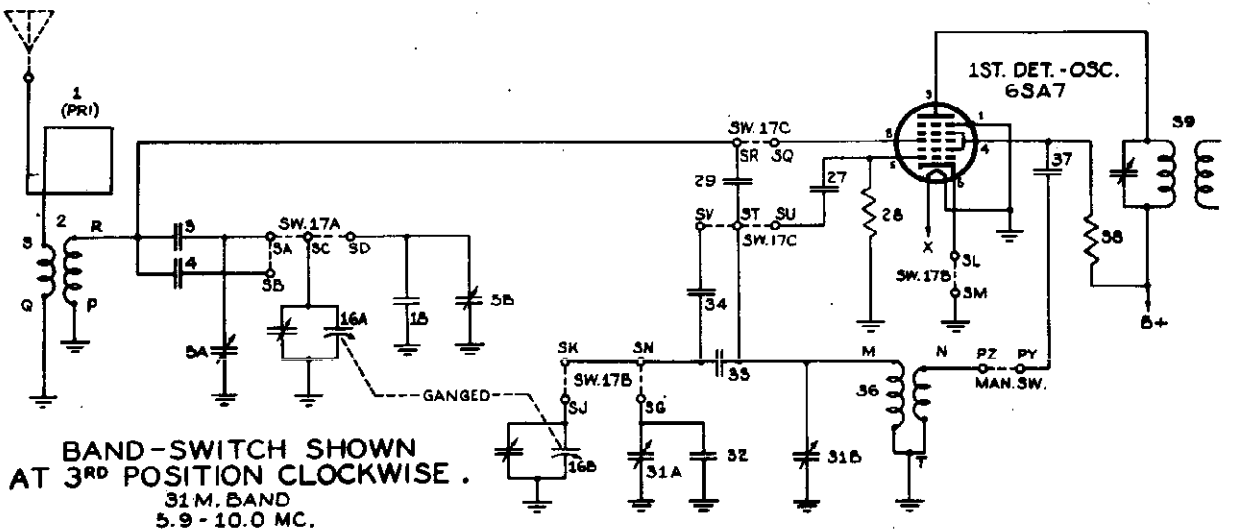 1
(PRI)
S
2
R
Q
P
3
4
5A
SW.17A
SA
SC
SD
SB
16A
18
5B
GANGED
SK
SN
SW.17B
SJ
SG
16B
31A
32
33
31B
34
SV
ST
SU
SW.17C
29
SR
SQ
SW.17C
27
28
1ST. DET.-OSC.
6SA7
3
8
5
1
4
6
X
SL
SW.17B
SM
37
38
39
B+
M
N
PZ
PY
MAN. SW.
36
T
BAND-SWITCH SHOWN
AT 3RD POSITION CLOCKWISE.
31 M. BAND
5.9 - 10.0 MC.